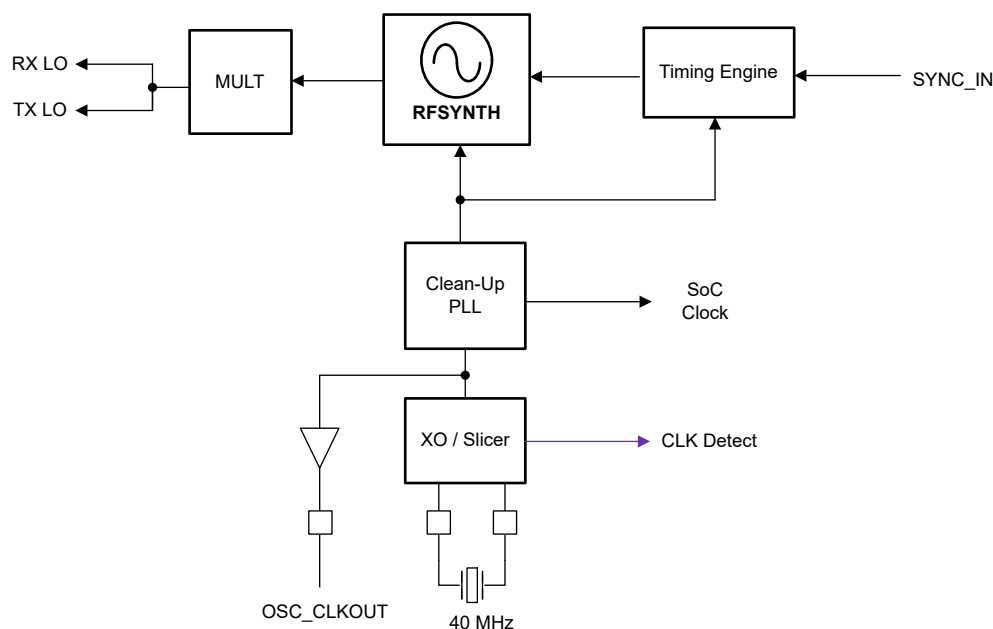 RX LO
TX LO
MULT
RFSYNTH
Timing Engine
SYNC_IN
Clean-Up
PLL
SoC
Clock
XO / Slicer
CLK Detect
OSC_CLKOUT
40 MHz